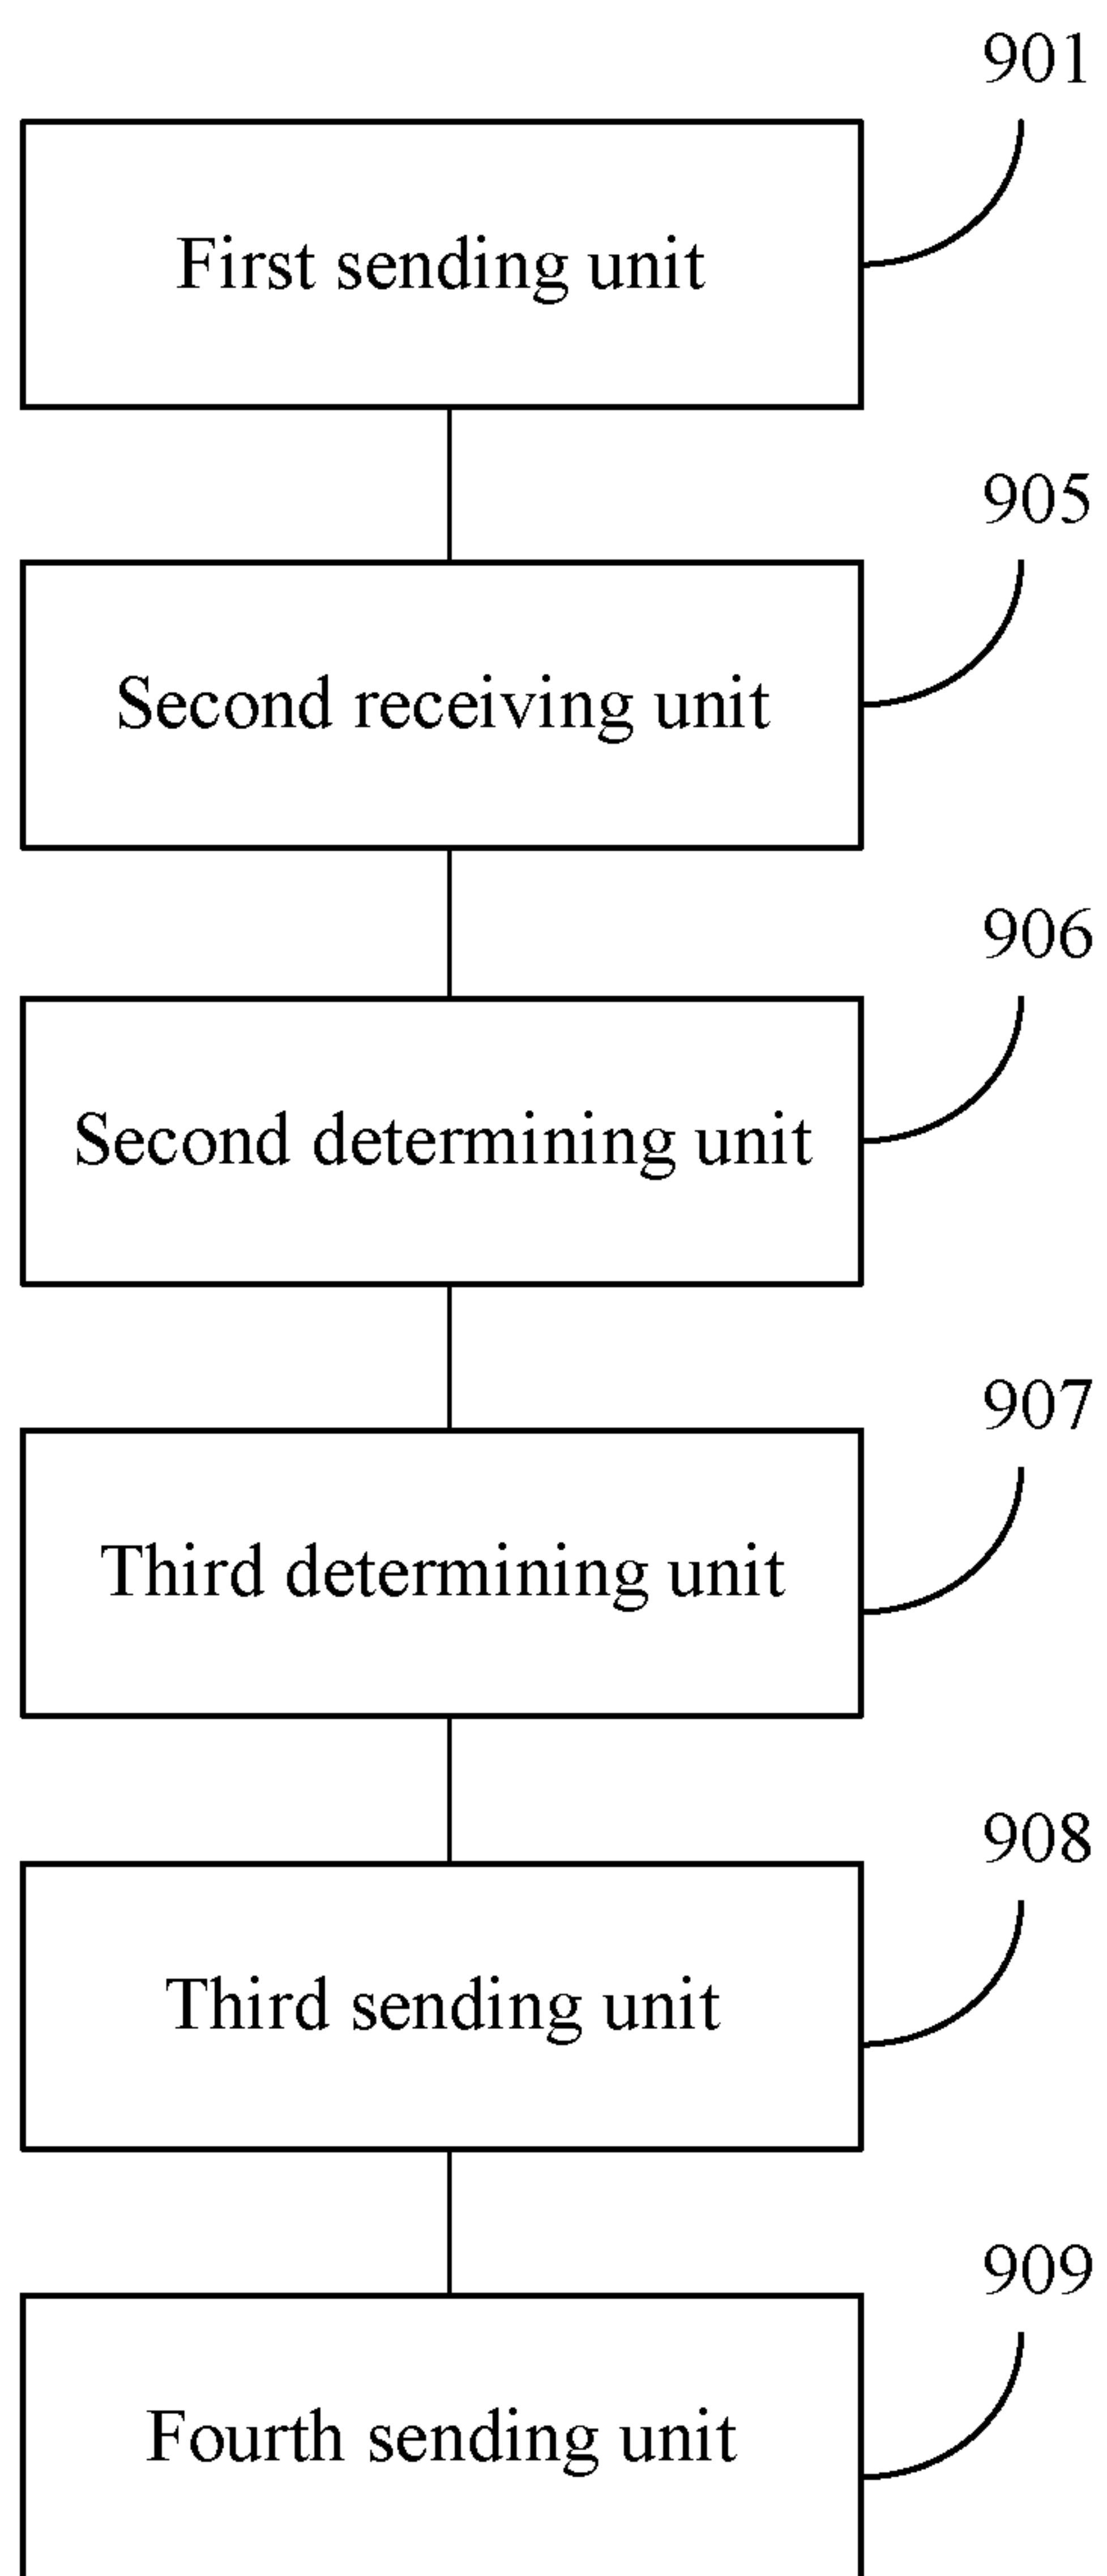 901
First sending unit
905
Second receiving unit
906
Second determining unit
907
Third determining unit
908
Third sending unit
909
Fourth sending unit